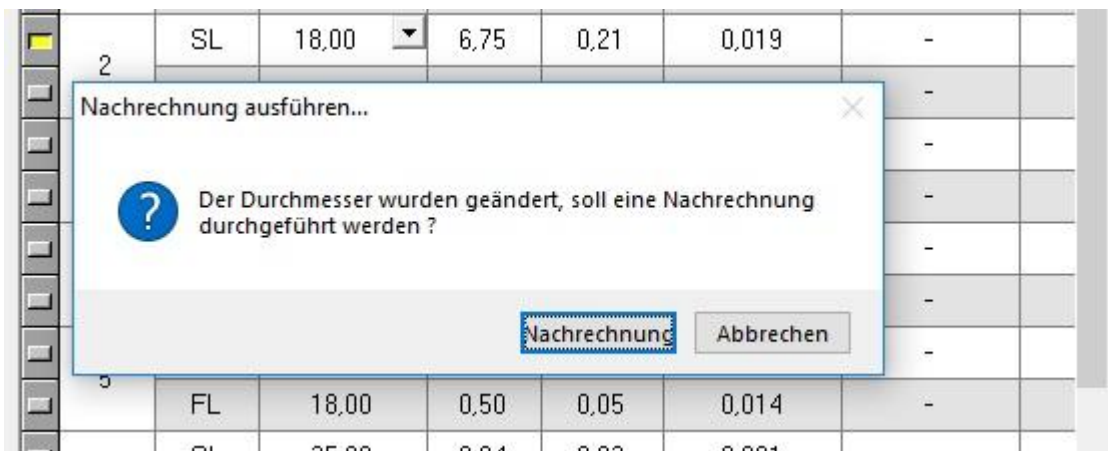 SL 18,00 6,75 0,21 0,019 -
2
-
Nachrechnung ausführen...
-
Der Durchmesser wurden geändert, soll eine Nachrechnung
durchgeführt werden ?
-
-
-
Nachrechnung Abbrechen
-
5
FL 18,00 0,50 0,05 0,014 -